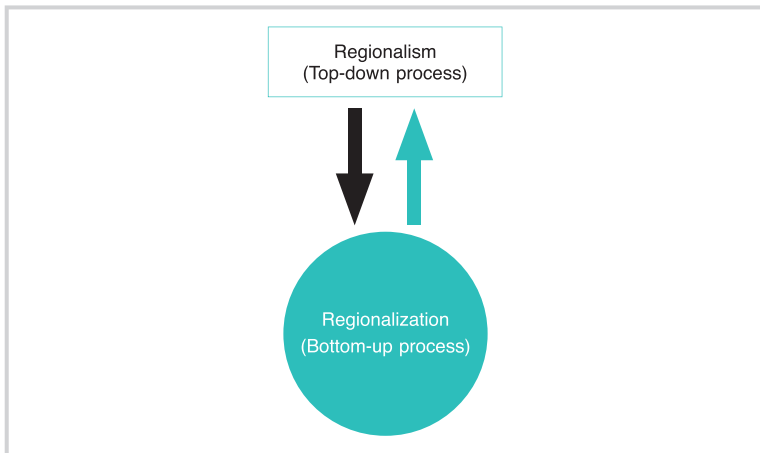 Regionalism
(Top-down process)
Regionalization
(Bottom-up process)